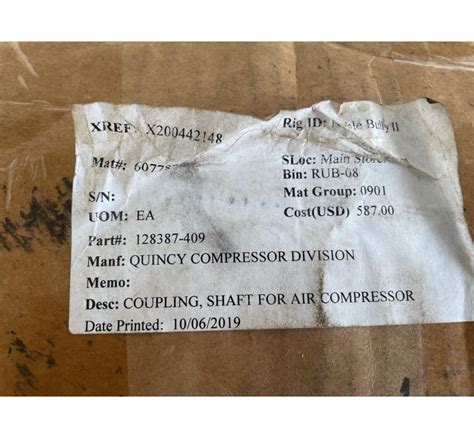 XREF: X200442148 Rig ID: Bully II
Mat#: SLoc: Main
Bin: RUB-08
S/N: Mat Group: 0901
UOM: EA Cost(USD) 587.00
Part#: 128387-409
Manf: QUINCY COMPRESSOR DIVISION
Memo:
Desc: COUPLING, SHAFT FOR AIR COMPRESSOR
Date Printed: 10/06/2019